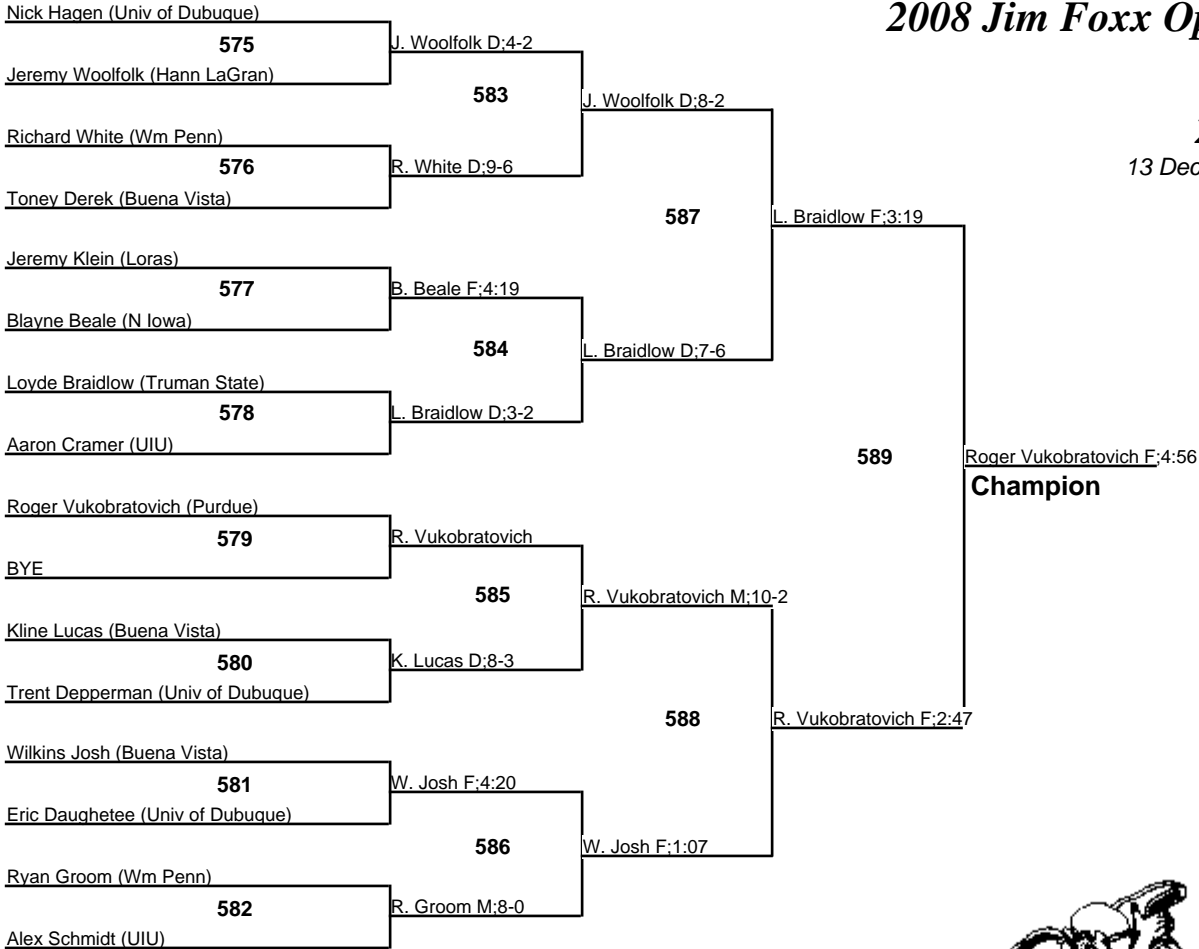 2008 Jim Foxx Op
13 Dec
Nick Hagen (Univ of Dubuque)
575
Jeremy Woolfolk (Hann LaGran)
J. Woolfolk D;4-2
583
Richard White (Wm Penn)
576
Toney Derek (Buena Vista)
R. White D;9-6
J. Woolfolk D;8-2
587
Jeremy Klein (Loras)
577
Blayne Beale (N Iowa)
B. Beale F;4:19
584
Loyde Braidlow (Truman State)
578
Aaron Cramer (UIU)
L. Braidlow D;3-2
L. Braidlow D;7-6
L. Braidlow F;3:19
589
Roger Vukobratovich F;4:56
Champion
Roger Vukobratovich (Purdue)
579
BYE
R. Vukobratovich
585
Kline Lucas (Buena Vista)
580
Trent Depperman (Univ of Dubuque)
K. Lucas D;8-3
R. Vukobratovich M;10-2
588
R. Vukobratovich F;2:47
Wilkins Josh (Buena Vista)
581
Eric Daughetee (Univ of Dubuque)
W. Josh F;4:20
586
Ryan Groom (Wm Penn)
582
Alex Schmidt (UIU)
R. Groom M;8-0
W. Josh F;1:07